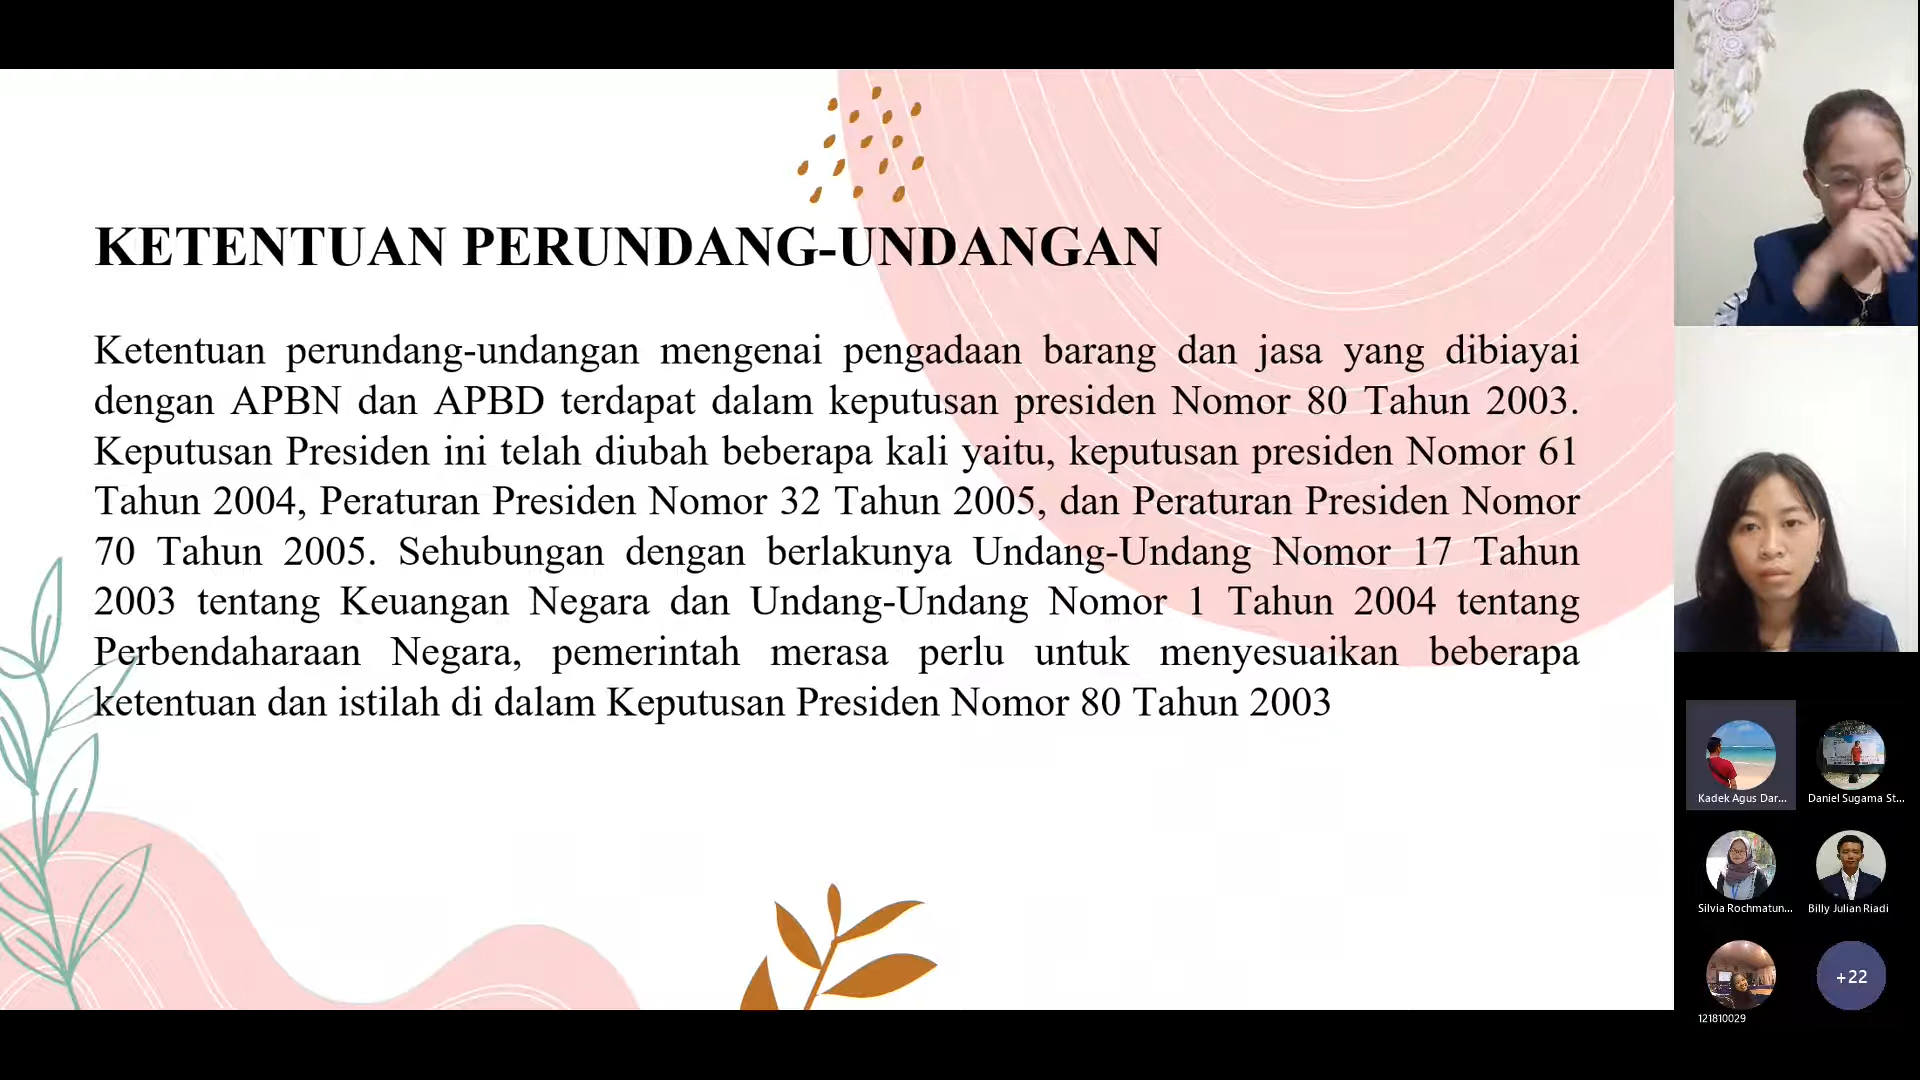 KETENTUAN PERUNDANG-UNDANGAN
Ketentuan perundang-undangan mengenai pengadaan barang dan jasa yang dibiayai
dengan APBN dan APBD terdapat dalam keputusan presiden Nomor 80 Tahun 2003.
Keputusan Presiden ini telah diubah beberapa kali yaitu, keputusan presiden Nomor 61
Tahun 2004, Peraturan Presiden Nomor 32 Tahun 2005, dan Peraturan Presiden Nomor
70 Tahun 2005. Sehubungan dengan berlakunya Undang-Undang Nomor 17 Tahun
2003 tentang Keuangan Negara dan Undang-Undang Nomor 1 Tahun 2004 tentang
Perbendaharaan Negara, pemerintah merasa perlu untuk menyesuaikan beberapa
ketentuan dan istilah di dalam Keputusan Presiden Nomor 80 Tahun 2003
Kadek Agus Dar...
Daniel Sugama St...
Silvia Rochmatun...
Billy Julian Riadi
121810029
+22